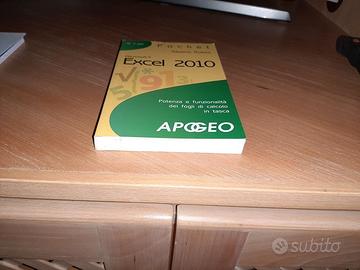 Pocket
Excel 2010
Potenza e funzionalità
dei fogli di calcolo
in tasca
APOGEO
subito